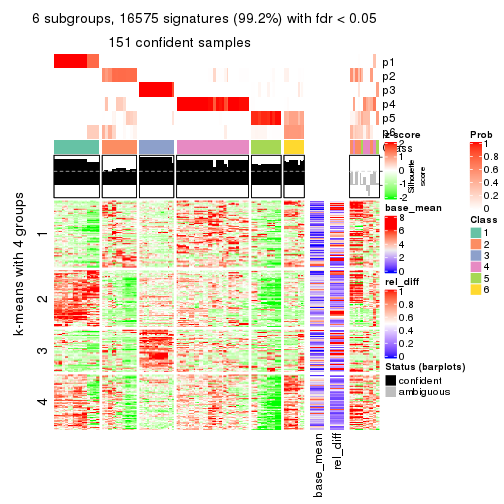 6 subgroups, 16575 signatures (99.2%) with fdr < 0.05
151 confident samples
p1
p2
p3
p4
p5
p6
Class
Silhouette score
k-means with 4 groups
1
2
3
4
base_mean
rel_diff
z-score
2
1
0
-1
-2
base_mean
8
6
4
2
0
rel_diff
1
0.8
0.6
0.4
0.2
0
Status (barplots)
confident
ambiguous
Prob
1
0.8
0.6
0.4
0.2
0
Class
1
2
3
4
5
6